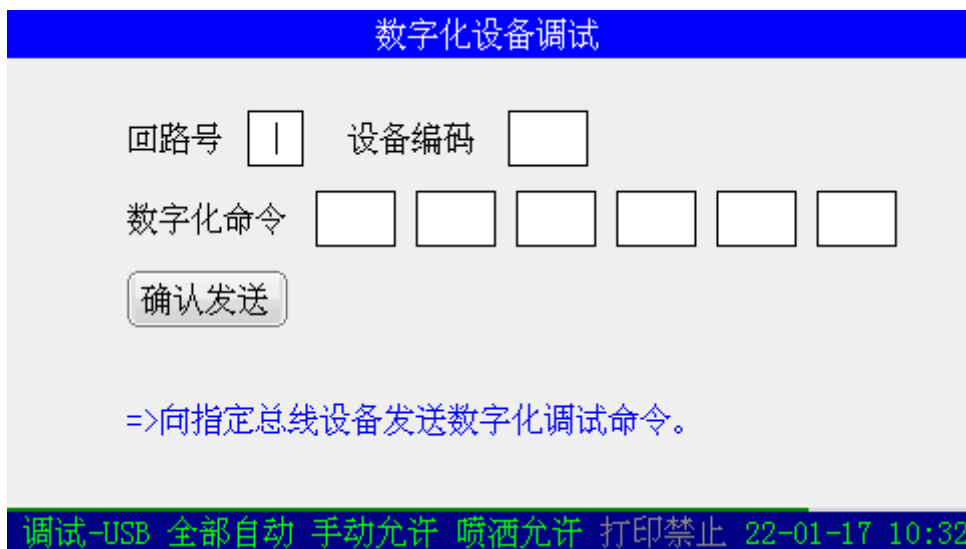 数字化设备调试
回路号 设备编码
数字化命令
确认发送
=>向指定总线设备发送数字化调试命令。
调试-USB 全部自动 手动允许 喷洒允许 打印禁止 22-01-17 10:32